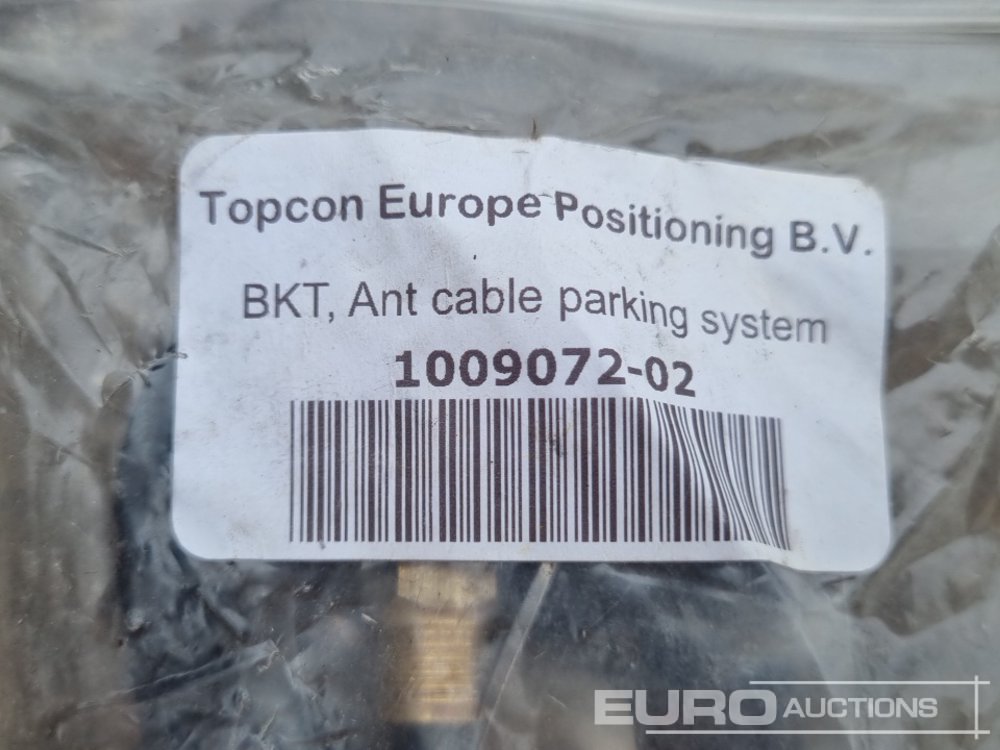 Topcon Europe Positioning B.V.
BKT, Ant cable parking system
1009072-02
EURO AUCTIONS